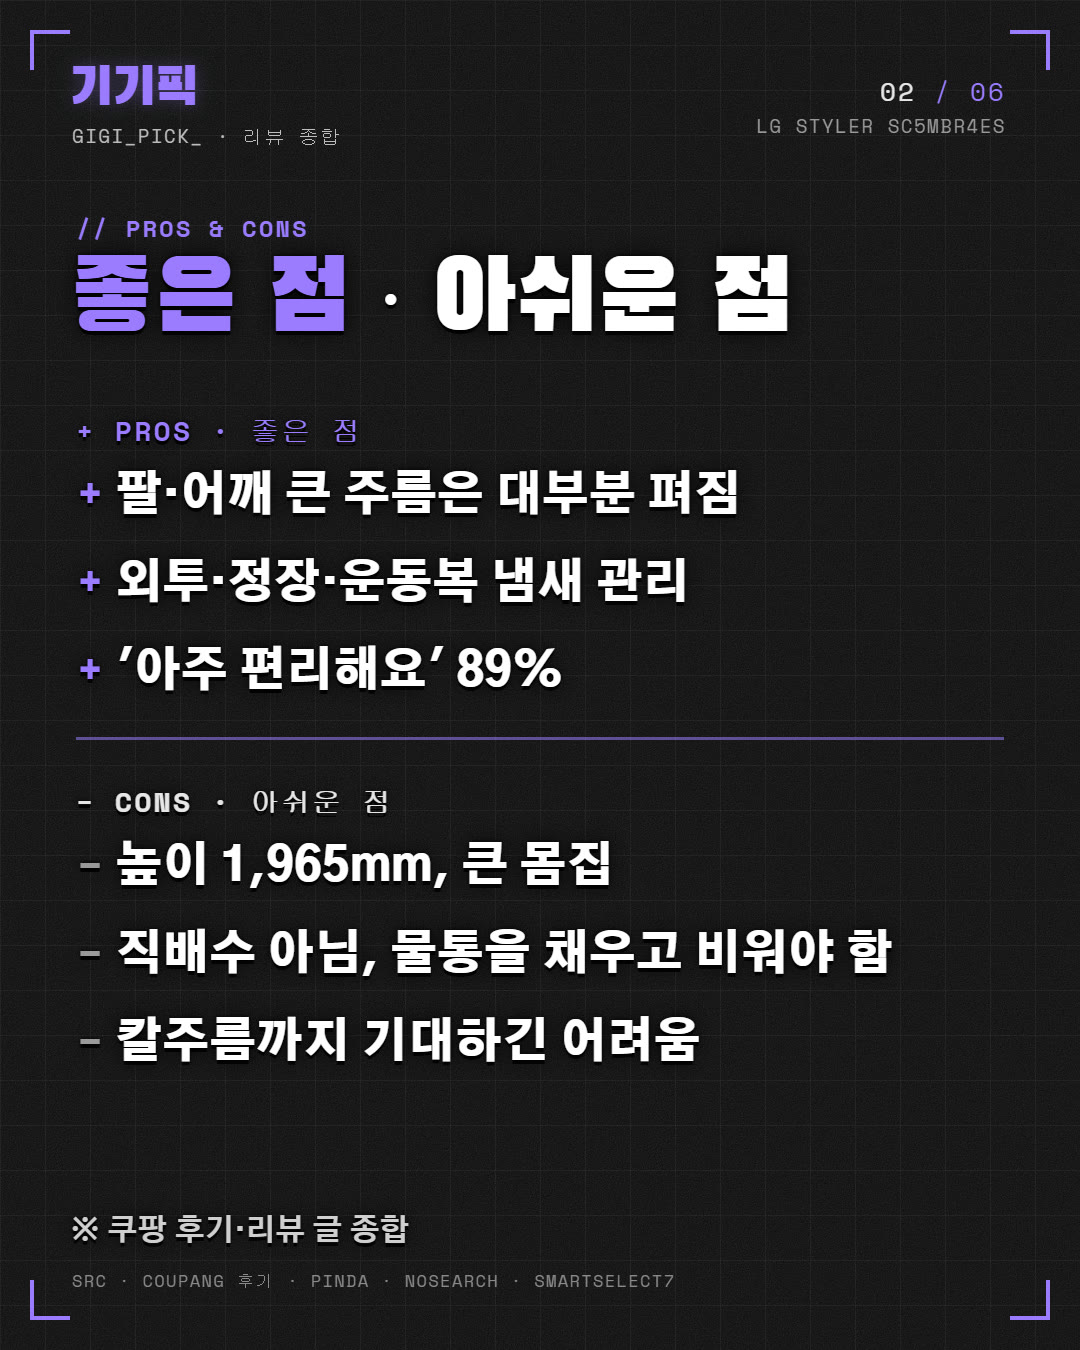 기기픽
GIGI_PICK_ · 리뷰 종합
02 / 06
LG STYLER SC5MBR4ES
// PROS & CONS
좋은 점 · 아쉬운 점
+ PROS · 좋은 점
+ 팔·어깨 큰 주름은 대부분 펴짐
+ 외투·정장·운동복 냄새 관리
+ ′아주 편리해요′ 89%
- CONS · 아쉬운 점
– 높이 1,965mm, 큰 몸집
– 직배수 아님, 물통을 채우고 비워야 함
– 칼주름까지 기대하긴 어려움
※ 쿠팡 후기·리뷰 글 종합
SRC · COUPANG 후기 · PINDA · NOSEARCH · SMARTSELECT7